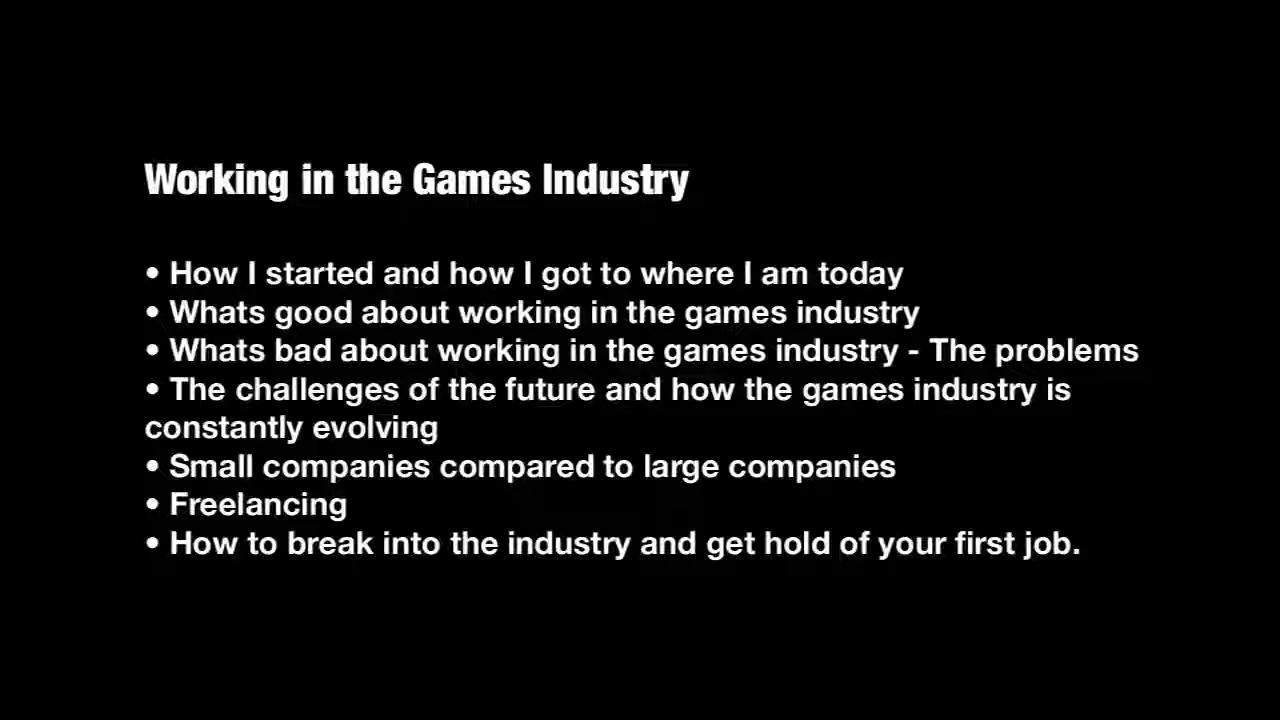 Working in the Games Industry
• How I started and how I got to where I am today
• Whats good about working in the games industry
• Whats bad about working in the games industry - The problems
• The challenges of the future and how the games industry is
constantly evolving
• Small companies compared to large companies
• Freelancing
• How to break into the industry and get hold of your first job.